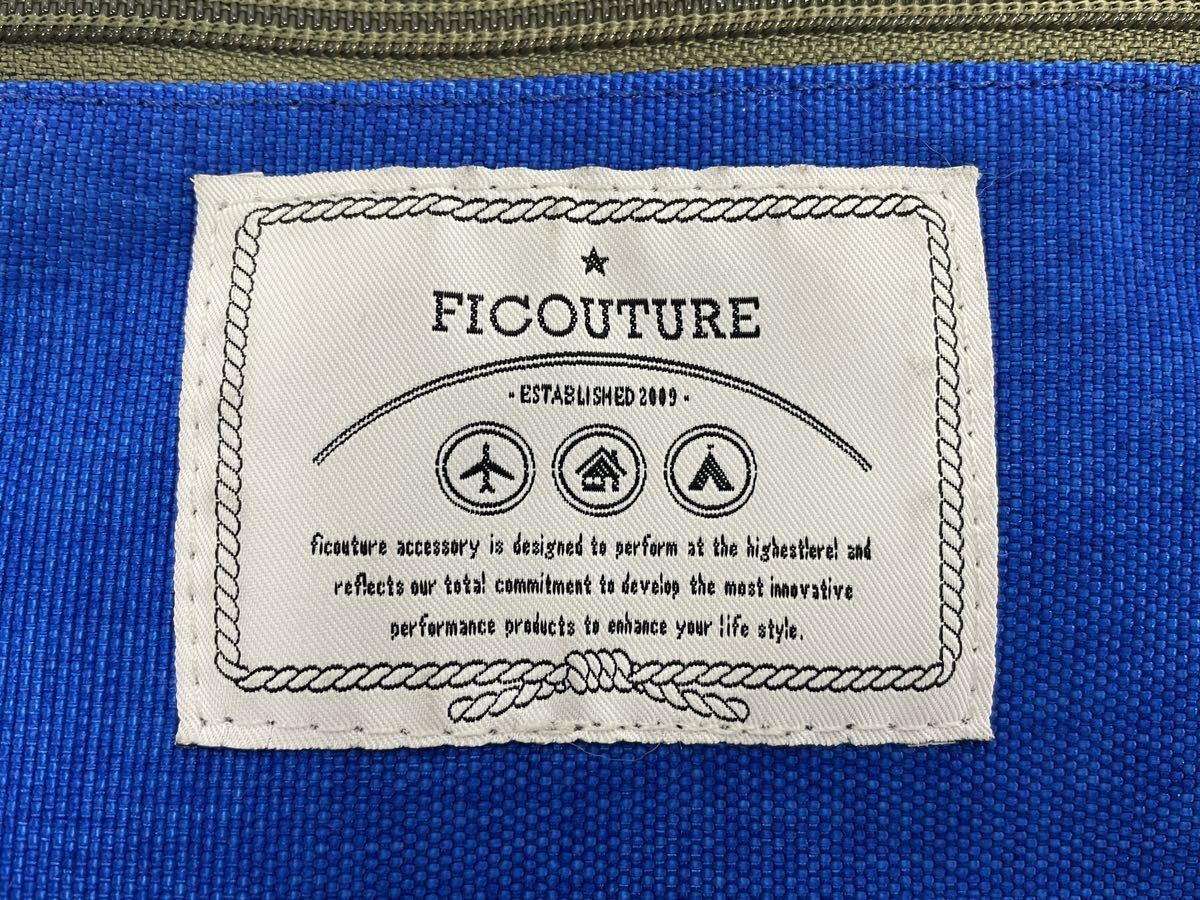 FICOUTURE
- ESTABLISHED 2009 -
ficouture accessory is designed to perform at the highestlerel and
reflects our total commitment to develop the most innovative
performance products to enhance your life style.